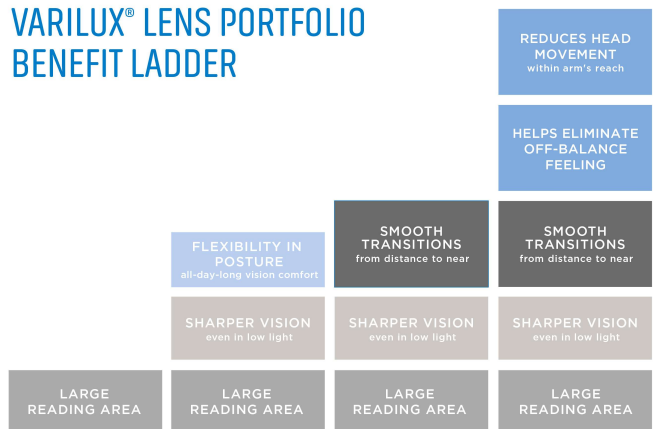 VARILUX® LENS PORTFOLIO
BENEFIT LADDER
REDUCES HEAD
MOVEMENT
within arm's reach
HELPS ELIMINATE
OFF-BALANCE
FEELING
FLEXIBILITY IN
POSTURE
all-day-long vision comfort
SMOOTH
TRANSITIONS
from distance to near
SMOOTH
TRANSITIONS
from distance to near
SHARPER VISION
even in low light
SHARPER VISION
even in low light
SHARPER VISION
even in low light
LARGE
READING AREA
LARGE
READING AREA
LARGE
READING AREA
LARGE
READING AREA